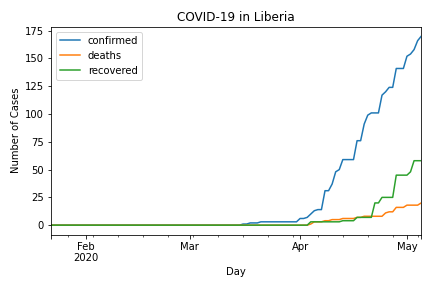 COVID-19 in Liberia
confirmed
deaths
recovered
Number of Cases
175
150
125
100
75
50
25
0
Feb
2020
Mar
Apr
May
Day